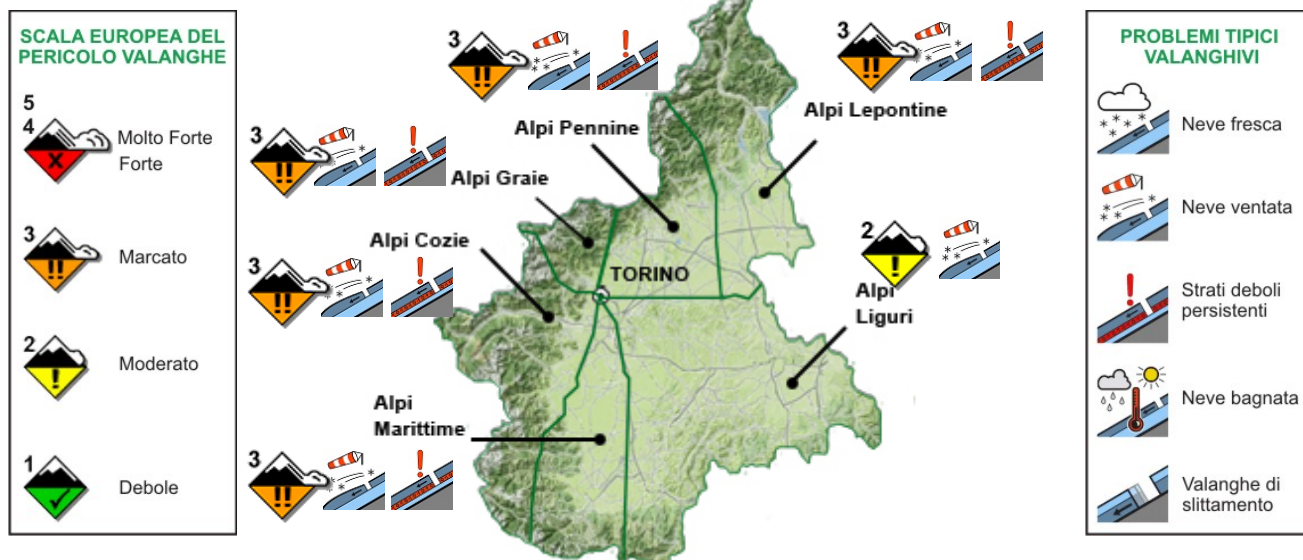 SCALA EUROPEA DEL
PERICOLO VALANGHE
5
4
Molto Forte
Forte
3
Marcato
2
Moderato
1
Debole
3
3
Alpi Lepontine
Alpi Pennine
3
Alpi Graie
Alpi Cozie
2
3
TORINO
Alpi
Liguri
Alpi
Marittime
3
PROBLEMI TIPICI
VALANGHIVI
Neve fresca
Neve ventata
Strati deboli
persistenti
Neve bagnata
Valanghe di
slittamento